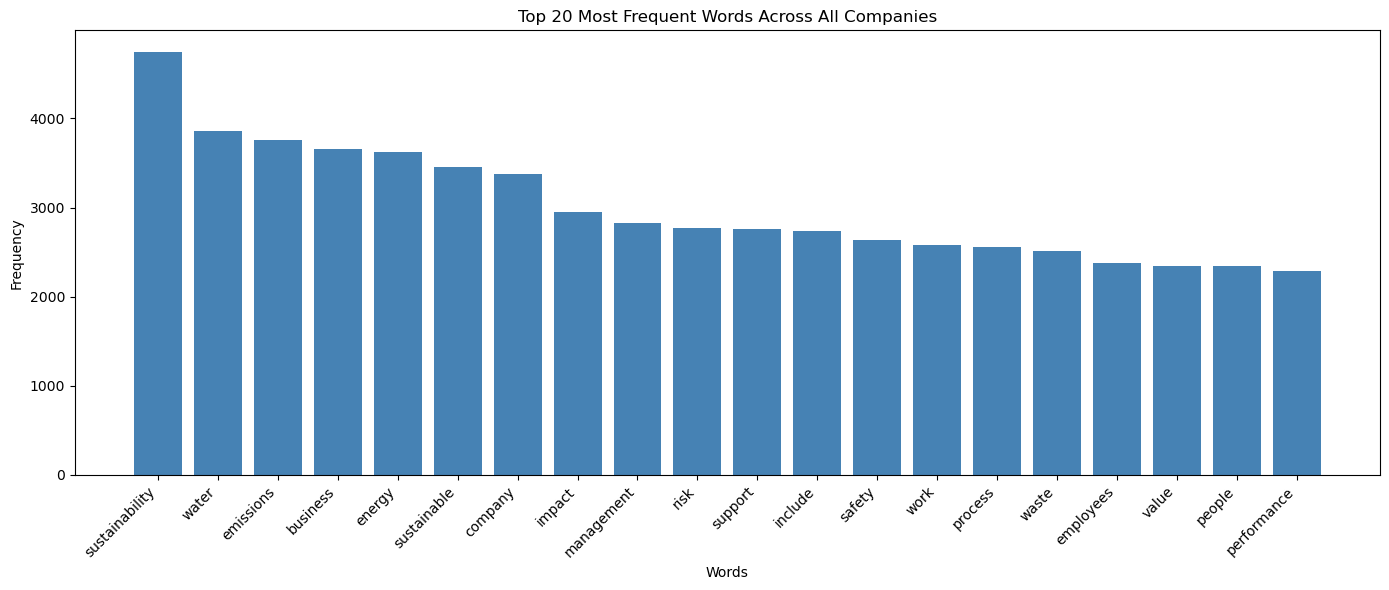 Top 20 Most Frequent Words Across All Companies
Frequency
4000
3000
2000
1000
0
sustainability
water
emissions
business
energy
sustainable
company
impact
management
risk
support
include
safety
work
process
waste
employees
value
people
performance
Words